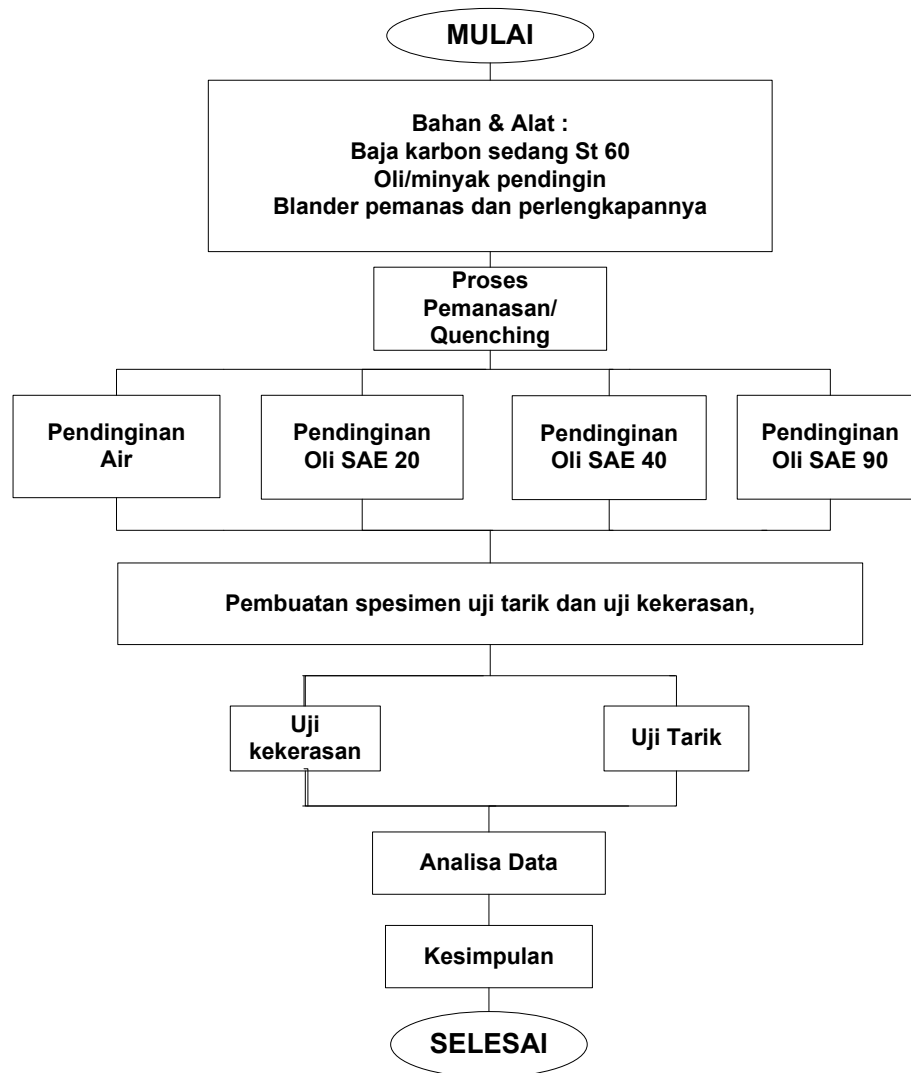 MULAI
Bahan & Alat :
Baja karbon sedang St 60
Oli/minyak pendingin
Blander pemanas dan perlengkapannya
Proses
Pemanasan/
Quenching
Pendinginan
Air
Pendinginan
Oli SAE 20
Pendinginan
Oli SAE 40
Pendinginan
Oli SAE 90
Pembuatan spesimen uji tarik dan uji kekerasan,
Uji
kekerasan
Uji Tarik
Analisa Data
Kesimpulan
SELESAI